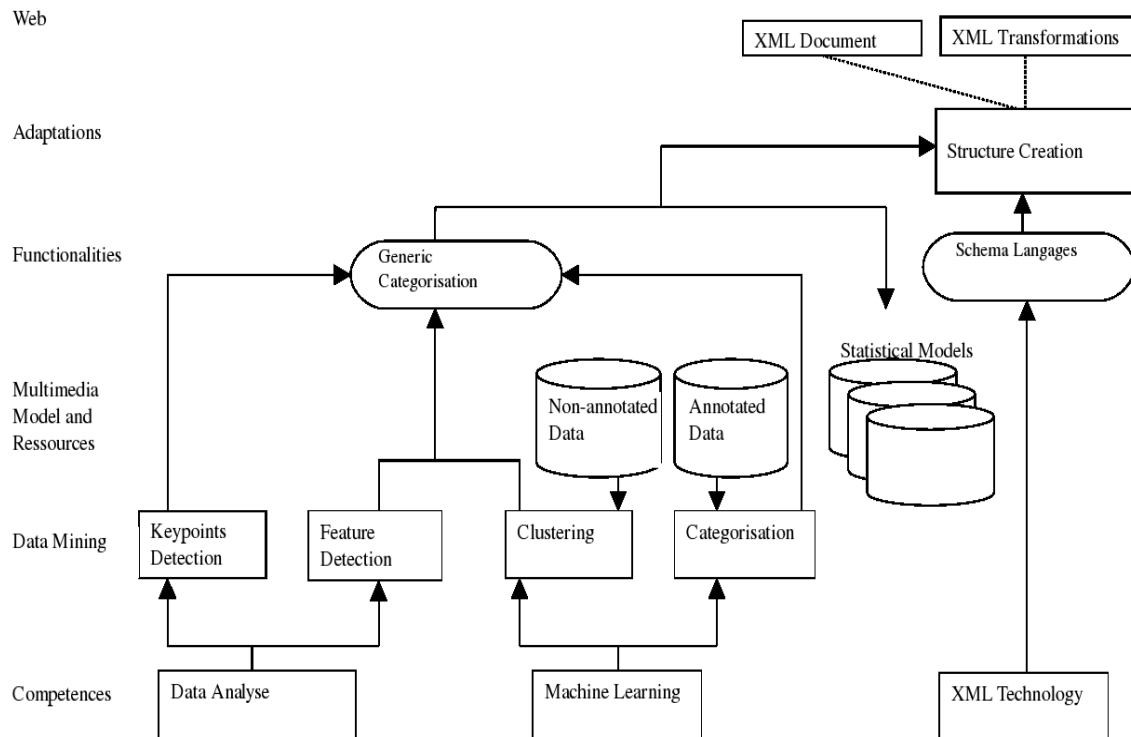 Web
XML Document
XML Transformations
Adaptations
Structure Creation
Functionalities
Generic
Categorisation
Schema Langages
Statistical Models
Multimedia
Model and
Ressources
Non-annotated
Data
Annotated
Data
Data Mining
Keypoints
Detection
Feature
Detection
Clustering
Categorisation
Competences
Data Analyse
Machine Learning
XML Technology